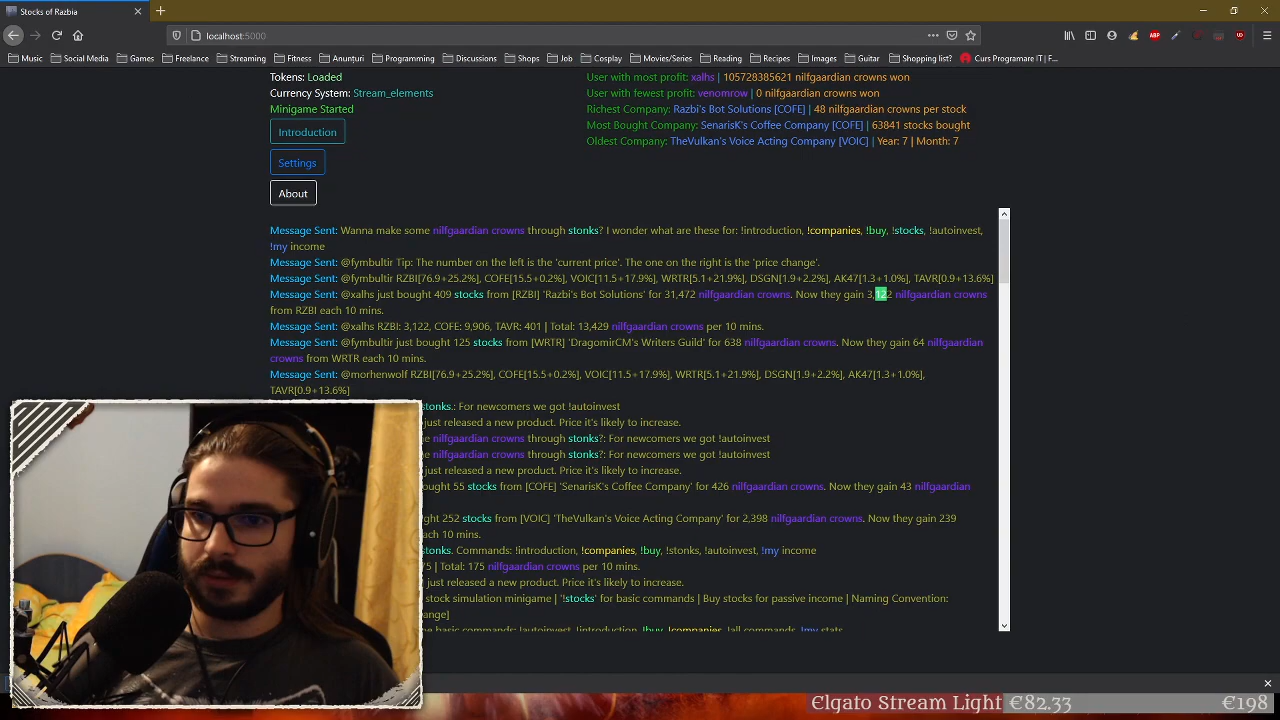 Stocks of Razbia
localhost:5000
Music Social Media Games Freelance Streaming Fitness Anunțuri Programming Discussions Shops Job Cosplay Movies/Series Reading Recipes Images Guitar Shopping list? Curs Programare IT | F...
Tokens: Loaded
Currency System: Stream_elements
Minigame Started
Introduction
Settings
About
User with most profit: xalhs | 105728385621 nilfgaardian crowns won
User with fewest profit: venomrow | 0 nilfgaardian crowns won
Richest Company: Razbi's Bot Solutions [COFE] | 48 nilfgaardian crowns per stock
Most Bought Company: SenarisK's Coffee Company [COFE] | 63841 stocks bought
Oldest Company: TheVulkan's Voice Acting Company [VOIC] | Year: 7 | Month: 7
Message Sent: Wanna make some nilfgaardian crowns through stonks? I wonder what are these for: !introduction, !companies, !buy, !stocks, !autoinvest,
!my income
Message Sent: @fymbultir Tip: The number on the left is the 'current price'. The one on the right is the 'price change'.
Message Sent: @fymbultir RZBI[76.9+25.2%], COFE[15.5+0.2%], VOIC[11.5+17.9%], WRTR[5.1+21.9%], DSGN[1.9+2.2%], AK47[1.3+1.0%], TAVR[0.9+13.6%]
Message Sent: @xalhs just bought 409 stocks from [RZBI] 'Razbi's Bot Solutions' for 31,472 nilfgaardian crowns. Now they gain 3,122 nilfgaardian crowns
from RZBI each 10 mins.
Message Sent: @xalhs RZBI: 3,122, COFE: 9,906, TAVR: 401 | Total: 13,429 nilfgaardian crowns per 10 mins.
Message Sent: @fymbultir just bought 125 stocks from [WRTR] 'DragomirCM's Writers Guild' for 638 nilfgaardian crowns. Now they gain 64 nilfgaardian
crowns from WRTR each 10 mins.
Message Sent: @morhenwolf RZBI[76.9+25.2%], COFE[15.5+0.2%], VOIC[11.5+17.9%], WRTR[5.1+21.9%], DSGN[1.9+2.2%], AK47[1.3+1.0%],
TAVR[0.9+13.6%]
stonks.: For newcomers we got !autoinvest
just released a new product. Price it's likely to increase.
nilfgaardian crowns through stonks?: For newcomers we got !autoinvest
nilfgaardian crowns through stonks?: For newcomers we got !autoinvest
just released a new product. Price it's likely to increase.
ought 55 stocks from [COFE] 'SenarisK's Coffee Company' for 426 nilfgaardian crowns. Now they gain 43 nilfgaardian
ght 252 stocks from [VOIC] 'TheVulkan's Voice Acting Company' for 2,398 nilfgaardian crowns. Now they gain 239
ch 10 mins.
stonks. Commands: !introduction, !companies, !buy, !stonks, !autoinvest, !my income
75 | Total: 175 nilfgaardian crowns per 10 mins.
just released a new product. Price it's likely to increase.
stock simulation minigame | '!stocks' for basic commands | Buy stocks for passive income | Naming Convention:
ange]
basic commands: !autoinvest, !introduction, !buy, !companies, !all commands, !my stats
Elgato Stream Light €82.33 €198